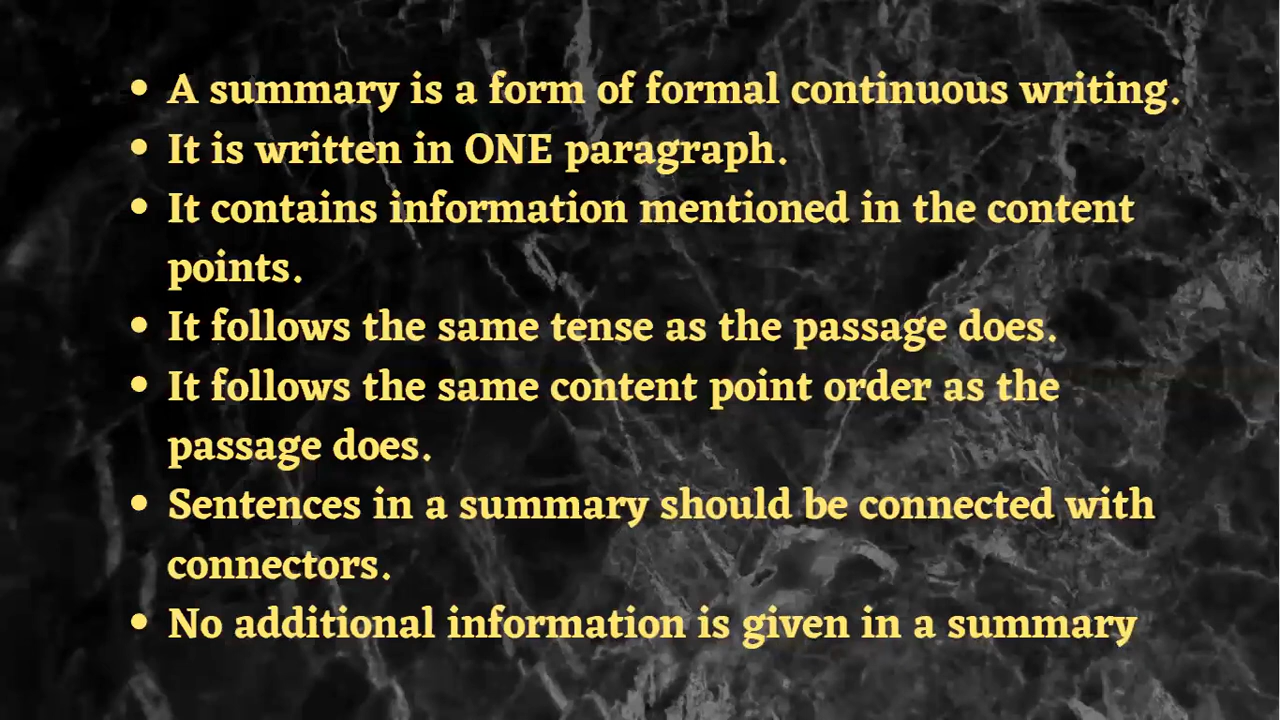 • A summary is a form of formal continuous writing.
• It is written in ONE paragraph.
• It contains information mentioned in the content
points.
• It follows the same tense as the passage does.
• It follows the same content point order as the
passage does.
• Sentences in a summary should be connected with
connectors.
• No additional information is given in a summary